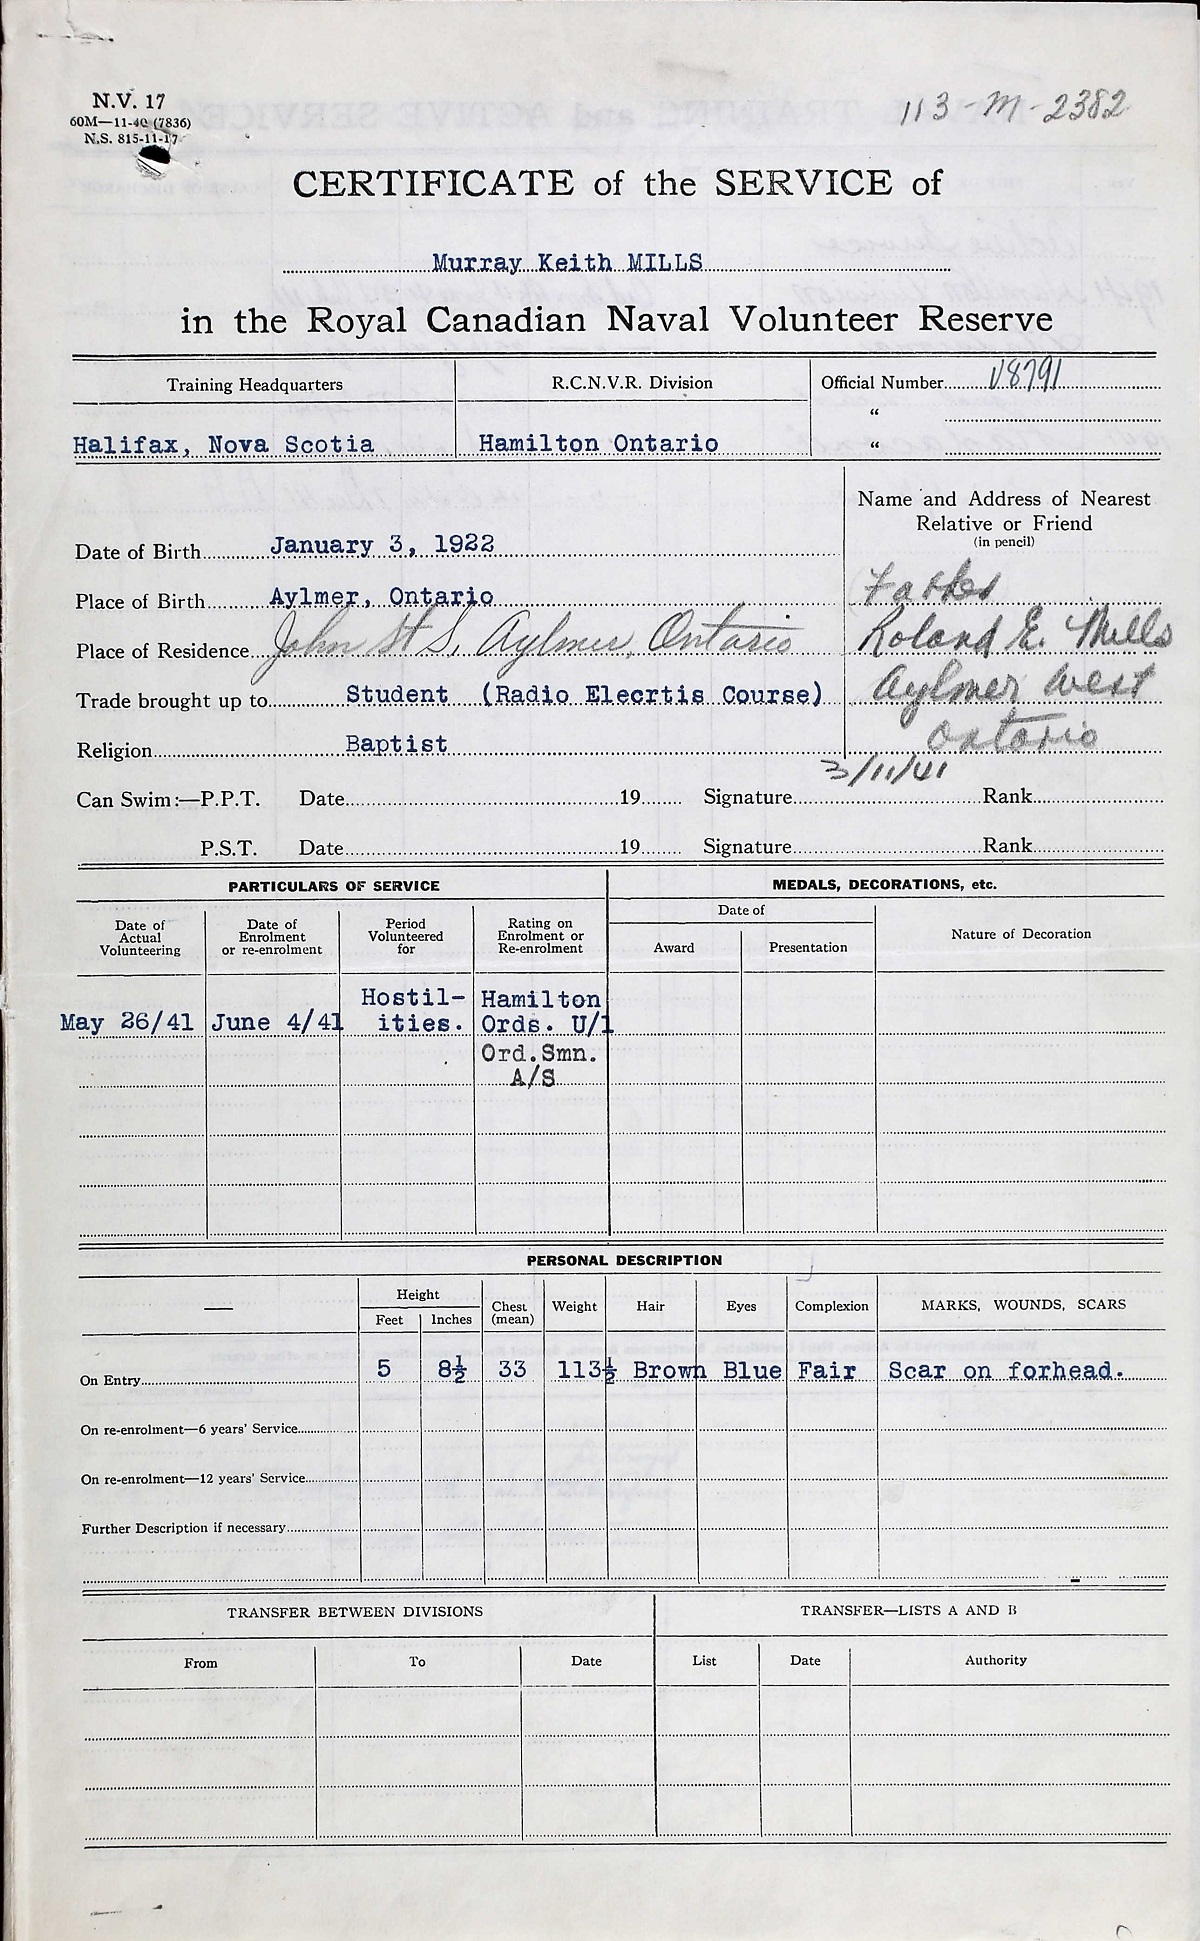 N.V. 17
60M—11-40 (7836)
N.S. 815-11-17
113-M-2382
CERTIFICATE of the SERVICE of
Murray Keith MILLS
in the Royal Canadian Naval Volunteer Reserve
Training Headquarters R.C.N.V.R. Division Official Number V8791
“
Halifax, Nova Scotia Hamilton Ontario “
Name and Address of Nearest
Relative or Friend
(in pencil)
Date of Birth January 3, 1922
Place of Birth Aylmer, Ontario Father
Place of Residence John St S, Aylmer, Ontario Roland E. Mills
Trade brought up to Student (Radio Elecrtis Course) Aylmer West
Religion Baptist Ontario
3/11/41
Can Swim:—P.P.T. Date 19 Signature Rank
P.S.T. Date 19 Signature Rank
PARTICULARS OF SERVICE MEDALS, DECORATIONS, etc.
Date of Actual Volunteering Date of Enrolment or re-enrolment Period Volunteered for Rating on Enrolment or Re-enrolment Date of
Award Presentation Nature of Decoration
Hostil- Hamilton
May 26/41 June 4/41 ities. Ords. U/1
Ord.Smn.
A/S
PERSONAL DESCRIPTION
— Height Chest (mean) Weight Hair Eyes Complexion MARKS, WOUNDS, SCARS
Feet Inches
On Entry 5 8½ 33 113½ Brown Blue Fair Scar on forhead.
On re-enrolment—6 years' Service
On re-enrolment—12 years' Service
Further Description if necessary
TRANSFER BETWEEN DIVISIONS TRANSFER—LISTS A AND B
From To Date List Date Authority